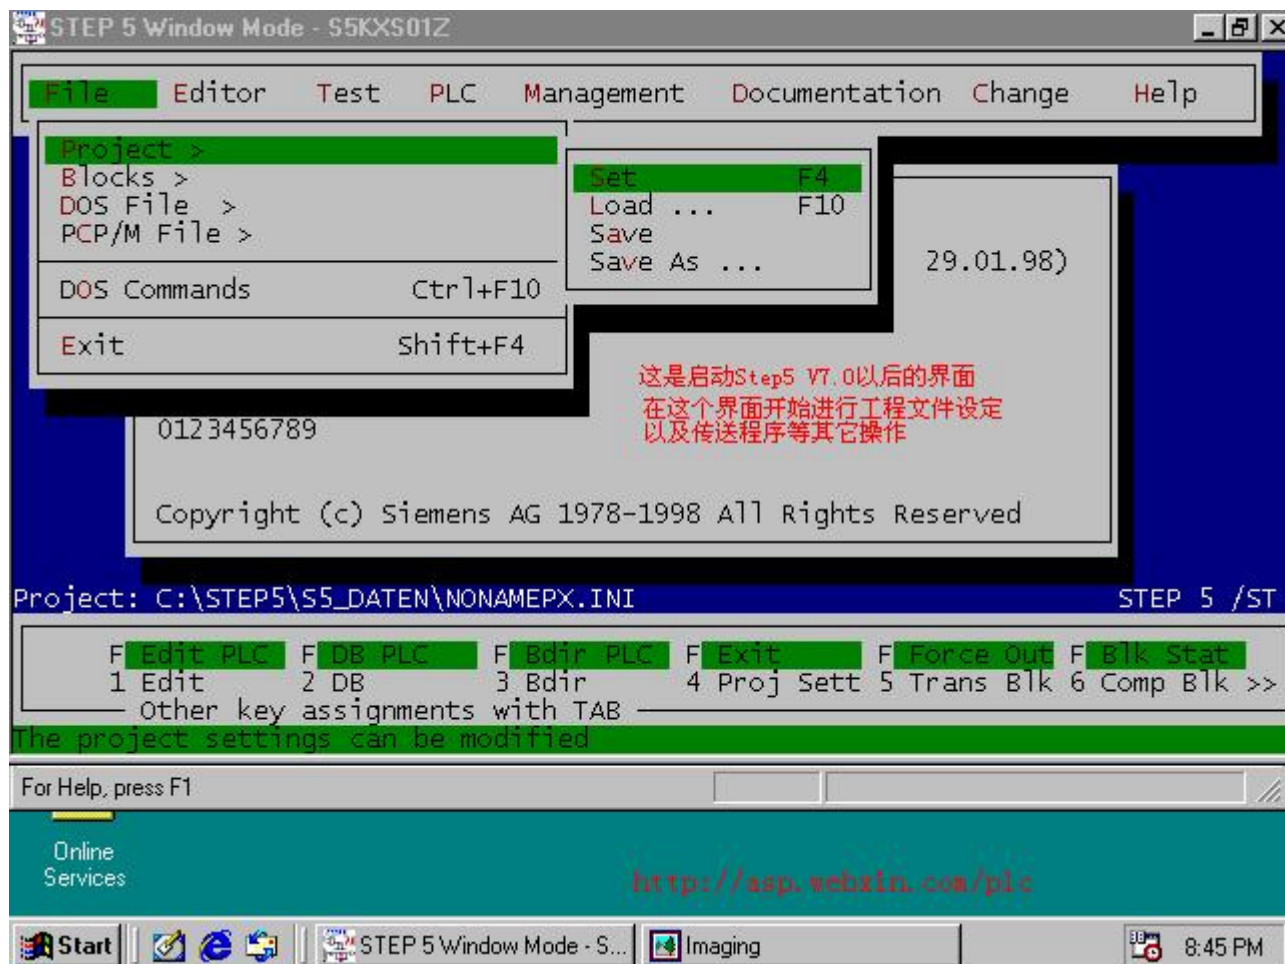 STEP 5 Window Mode - S5KXS01Z
File Editor Test PLC Management Documentation Change Help
Project >
Blocks >
DOS File >
PCP/M File >
DOS Commands Ctrl+F10
Exit Shift+F4
Set F4
Load ... F10
Save
Save As ...
29.01.98)
这是启动Step5 V7.0以后的界面
在这个界面开始进行工程文件设定
以及传送程序等其它操作
0123456789
Copyright (c) Siemens AG 1978-1998 All Rights Reserved
Project: C:\STEP5\S5_DATEN\NONAMEPX.INI STEP 5 /ST
F Edit PLC F DB PLC F Bdir PLC F Exit F Force Out F Blk Stat
1 Edit 2 DB 3 Bdir 4 Proj Sett 5 Trans Blk 6 Comp Blk >>
Other key assignments with TAB
The project settings can be modified
For Help, press F1
Online
Services
http://asp.webxin.com/plc
Start STEP 5 Window Mode - S... Imaging 8:45 PM